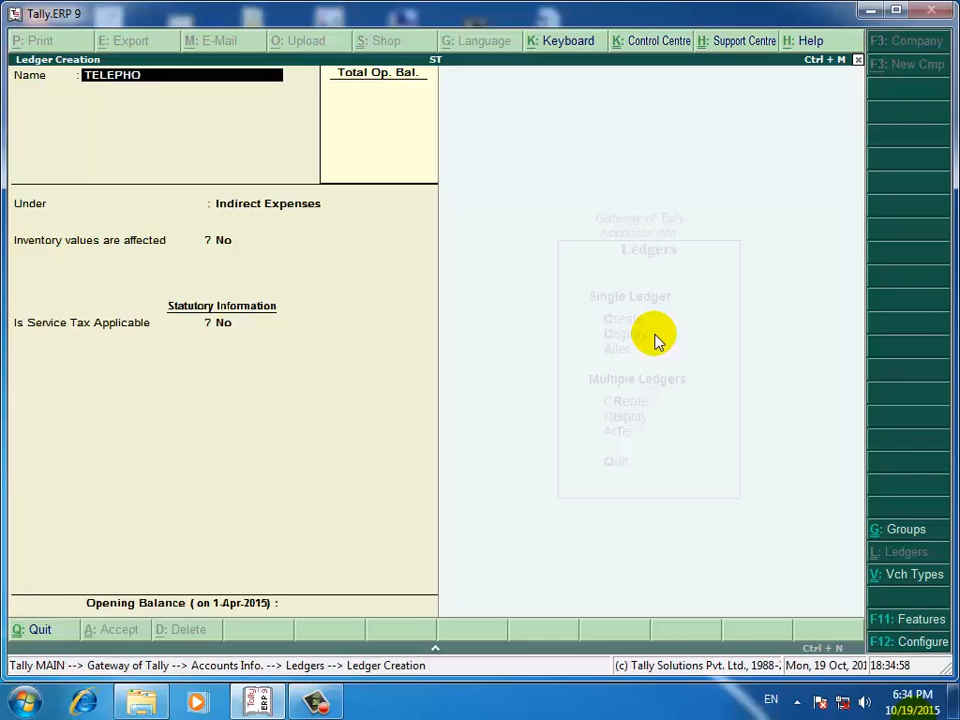 Tally.ERP 9
P: Print
E: Export
M: E-Mail
O: Upload
S: Shop
G: Language
K: Keyboard
K: Control Centre
H: Support Centre
H: Help
F3: Company
F3: New Cmp
Ledger Creation
ST
Ctrl + M
Name : TELEPHO
Total Op. Bal.
Under : Indirect Expenses
Inventory values are affected ? No
Statutory Information
Is Service Tax Applicable ? No
Gateway of Tally
Accounts Info.
Ledgers
Single Ledger
Create
Display
Alter
Multiple Ledgers
CReate
DIsplay
AlTer
Quit
G: Groups
L: Ledgers
V: Vch Types
F11: Features
F12: Configure
Opening Balance ( on 1-Apr-2015) :
Q: Quit
A: Accept
D: Delete
Ctrl + N
Tally MAIN --> Gateway of Tally --> Accounts Info. --> Ledgers --> Ledger Creation
(c) Tally Solutions Pvt. Ltd., 1988-
Mon, 19 Oct, 201
18:34:58
Tally
ERP 9
EN
6:34 PM
10/19/2015